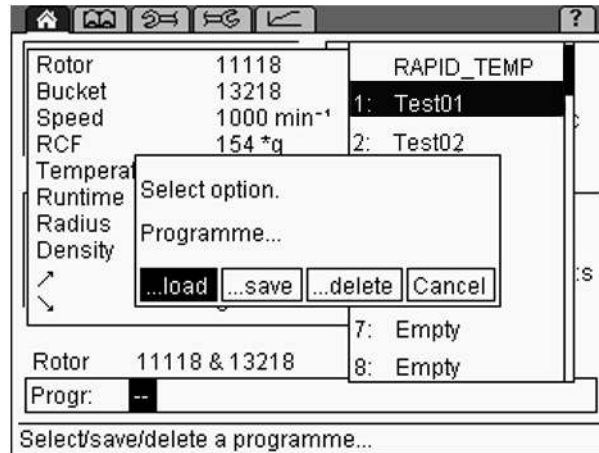 ?
Rotor 11118
Bucket 13218
Speed 1000 min⁻¹
RCF 154 *g
Temperat
Runtime
Radius
Density
RAPID_TEMP
1: Test01
2: Test02
Select option.
Programme...
...load ...save ...delete Cancel
:s
7: Empty
8: Empty
Rotor 11118 & 13218
Progr: --
Select/save/delete a programme...